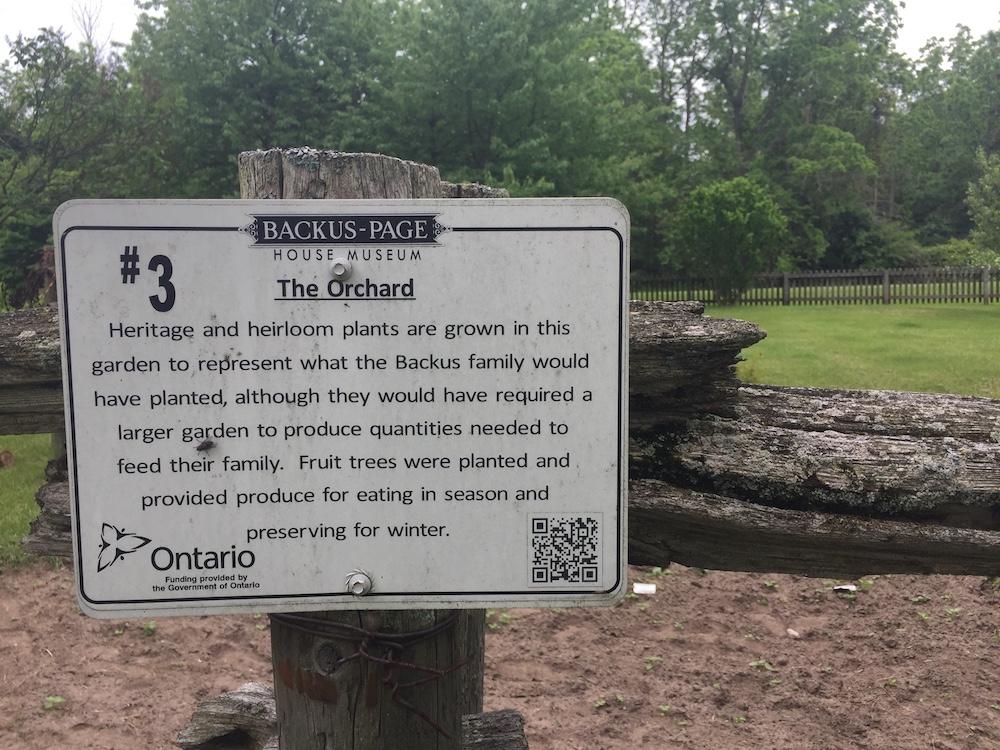 BACKUS-PAGE
HOUSE MUSEUM
#3
The Orchard
Heritage and heirloom plants are grown in this
garden to represent what the Backus family would
have planted, although they would have required a
larger garden to produce quantities needed to
feed their family.  Fruit trees were planted and
provided produce for eating in season and
preserving for winter.
Ontario
Funding provided by
the Government of Ontario